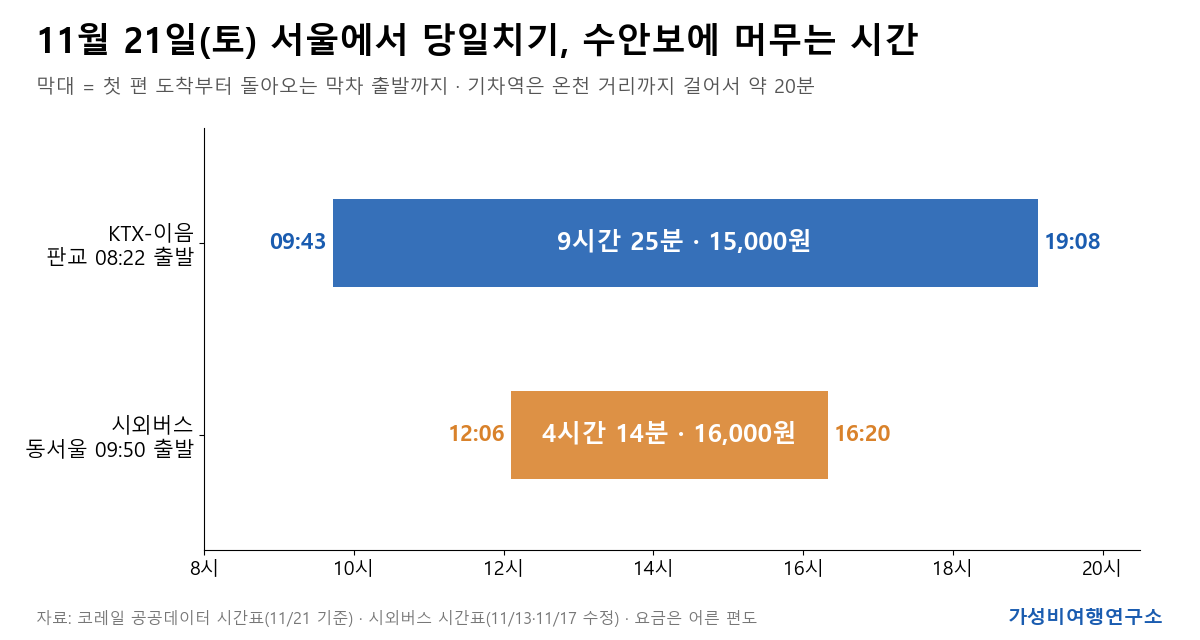 11월 21일(토) 서울에서 당일치기, 수안보에 머무는 시간
막대 = 첫 편 도착부터 돌아오는 막차 출발까지 · 기차역은 온천 거리까지 걸어서 약 20분
KTX-이음
판교 08:22 출발
09:43
9시간 25분 · 15,000원
19:08
시외버스
동서울 09:50 출발
12:06
4시간 14분 · 16,000원
16:20
8시
10시
12시
14시
16시
18시
20시
자료: 코레일 공공데이터 시간표(11/21 기준) · 시외버스 시간표(11/13·11/17 수정) · 요금은 어른 편도
가성비여행연구소